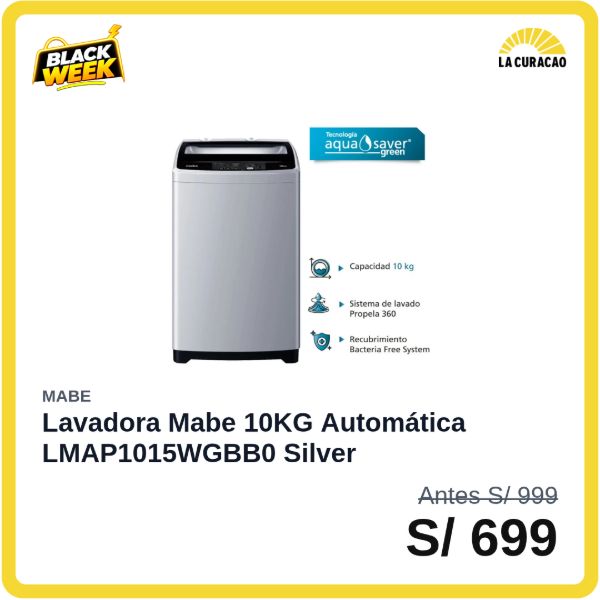 BLACK
WEEK
LA CURACAO
Tecnología
aqua saver®
green
Capacidad 10 kg
Sistema de lavado
Propela 360
Recubrimiento
Bacteria Free System
MABE
Lavadora Mabe 10KG Automática
LMAP1015WGBB0 Silver
Antes S/ 999
S/ 699